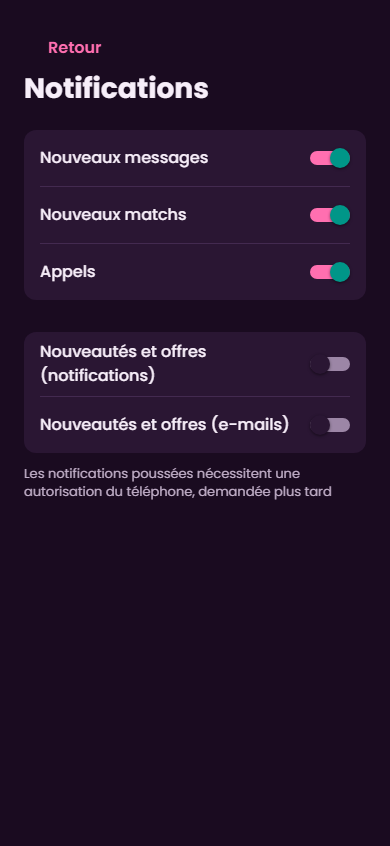 Retour
Notifications
Nouveaux messages
Nouveaux matchs
Appels
Nouveautés et offres
(notifications)
Nouveautés et offres (e-mails)
Les notifications poussées nécessitent une
autorisation du téléphone, demandée plus tard